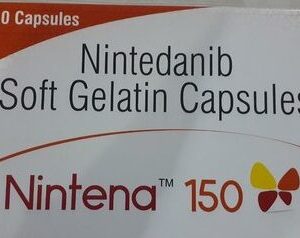 0 Capsules
Nintedanib
Soft Gelatin Capsules
Nintena™ 150